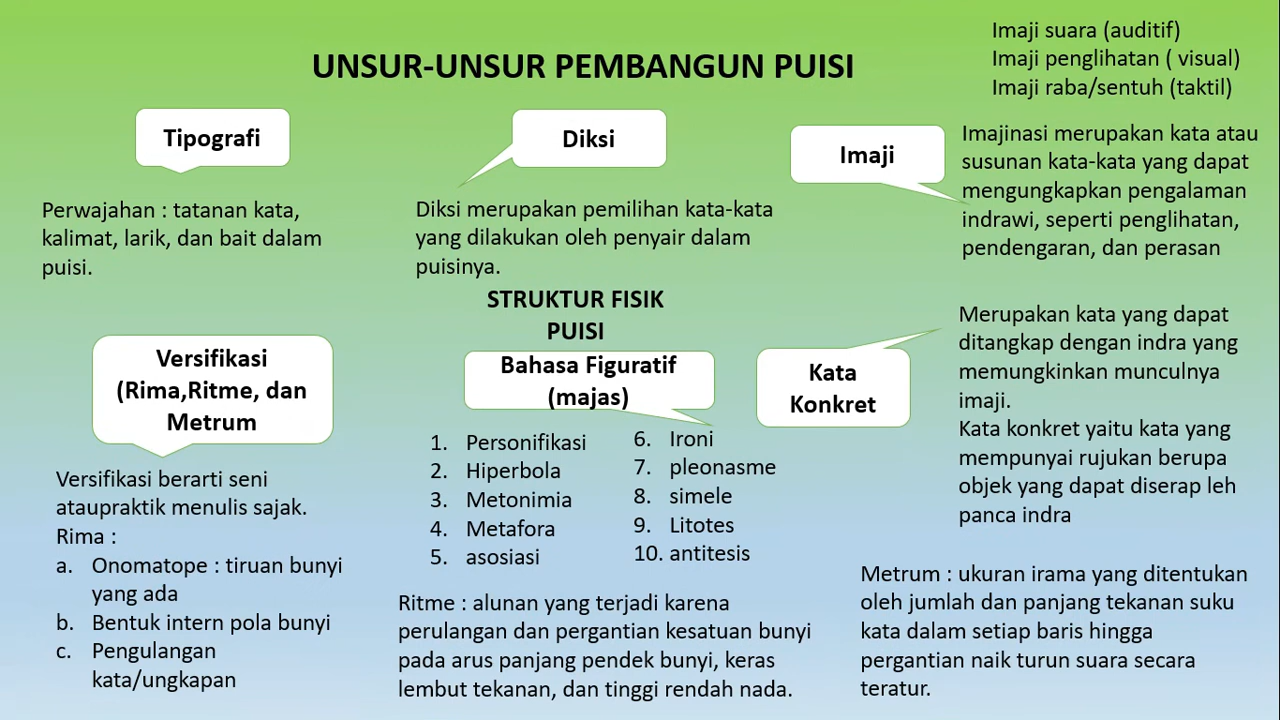 UNSUR-UNSUR PEMBANGUN PUISI
Imaji suara (auditif)
Imaji penglihatan ( visual)
Imaji raba/sentuh (taktil)
Tipografi
Perwajahan : tatanan kata,
kalimat, larik, dan bait dalam
puisi.
Diksi
Diksi merupakan pemilihan kata-kata
yang dilakukan oleh penyair dalam
puisinya.
Imaji
Imajinasi merupakan kata atau
susunan kata-kata yang dapat
mengungkapkan pengalaman
indrawi, seperti penglihatan,
pendengaran, dan perasan
STRUKTUR FISIK
PUISI
Versifikasi
(Rima,Ritme, dan
Metrum
Versifikasi berarti seni
ataupraktik menulis sajak.
Rima :
a. Onomatope : tiruan bunyi
yang ada
b. Bentuk intern pola bunyi
c. Pengulangan
kata/ungkapan
Bahasa Figuratif
(majas)
1. Personifikasi
2. Hiperbola
3. Metonimia
4. Metafora
5. asosiasi
6. Ironi
7. pleonasme
8. simele
9. Litotes
10. antitesis
Kata
Konkret
Merupakan kata yang dapat
ditangkap dengan indra yang
memungkinkan munculnya
imaji.
Kata konkret yaitu kata yang
mempunyai rujukan berupa
objek yang dapat diserap leh
panca indra
Ritme : alunan yang terjadi karena
perulangan dan pergantian kesatuan bunyi
pada arus panjang pendek bunyi, keras
lembut tekanan, dan tinggi rendah nada.
Metrum : ukuran irama yang ditentukan
oleh jumlah dan panjang tekanan suku
kata dalam setiap baris hingga
pergantian naik turun suara secara
teratur.